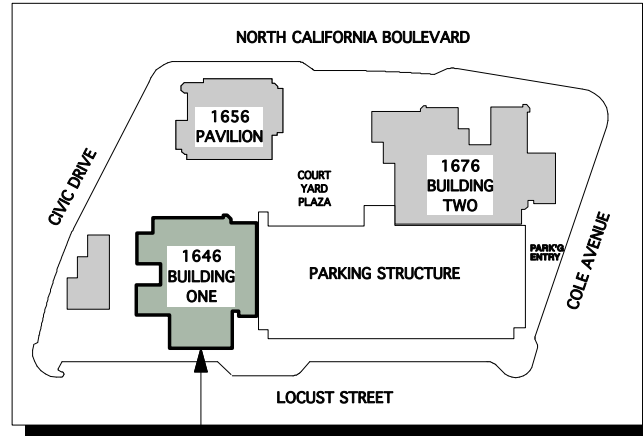 NORTH CALIFORNIA BOULEVARD
1656
PAVILION
CIVIC DRIVE
COURT
YARD
PLAZA
1676
BUILDING
TWO
1646
BUILDING
ONE
PARKING STRUCTURE
PARK'G
ENTRY
COLE AVENUE
LOCUST STREET